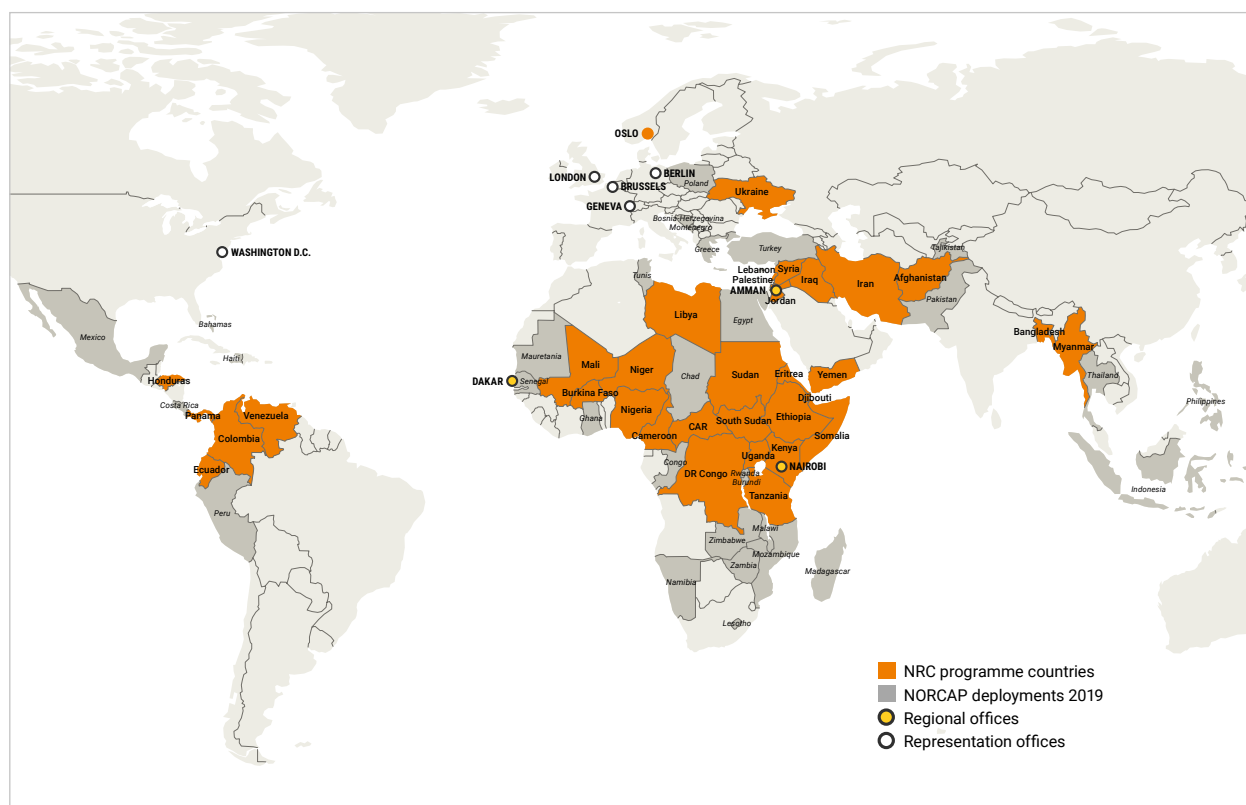 OSLO
LONDON
BERLIN
BRUSSELS
Poland
Ukraine
GENEVA
Bosnia-Herzegovina
Montenegro
WASHINGTON D.C.
Greece
Turkey
Tajikistan
Tunis
Lebanon
Syria
Palestine
Iraq
Iran
Afghanistan
AMMAN
Jordan
Pakistan
Libya
Egypt
Bahamas
Mexico
Haiti
Bangladesh
Myanmar
Mauretania
Mali
Niger
Chad
Sudan
Eritrea
Yemen
Thailand
DAKAR
Senegal
Honduras
Burkina Faso
Djibouti
Philippines
Costa Rica
Panama
Venezuela
Nigeria
Ghana
Ethiopia
South Sudan
CAR
Colombia
Cameroon
Somalia
Kenya
Uganda
Congo
NAIROBI
Ecuador
DR Congo
Rwanda
Burundi
Tanzania
Indonesia
Peru
Malawi
Zimbabwe
Mozambique
Zambia
Madagascar
Namibia
Lesotho
NRC programme countries
NORCAP deployments 2019
Regional offices
Representation offices